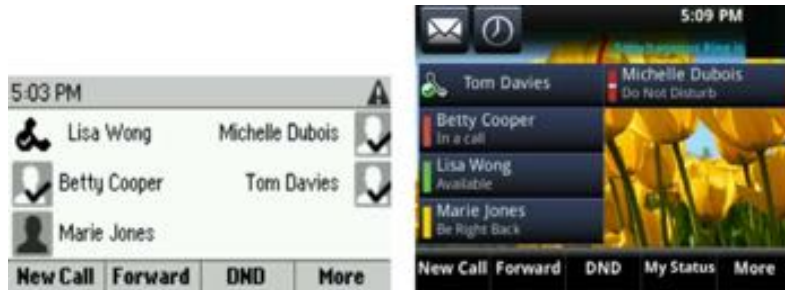 5:03 PM
Lisa Wong Michelle Dubois
Betty Cooper Tom Davies
Marie Jones
New Call Forward DND More
5:09 PM
Tom Davies Michelle Dubois
Do Not Disturb
Betty Cooper
In a call
Lisa Wong
Available
Marie Jones
Be Right Back
New Call Forward DND My Status More